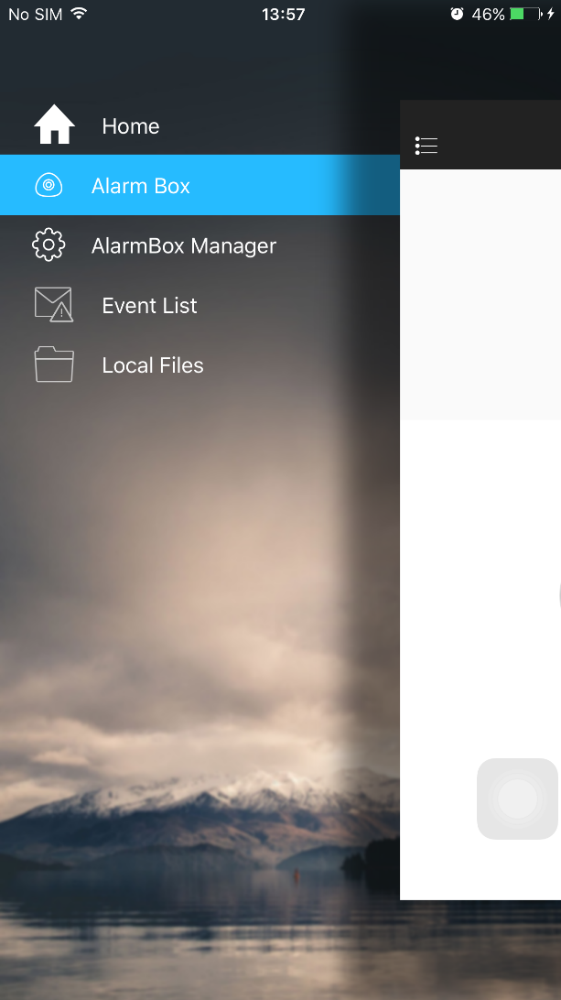 No SIM 13:57 46%
Home
Alarm Box
AlarmBox Manager
Event List
Local Files